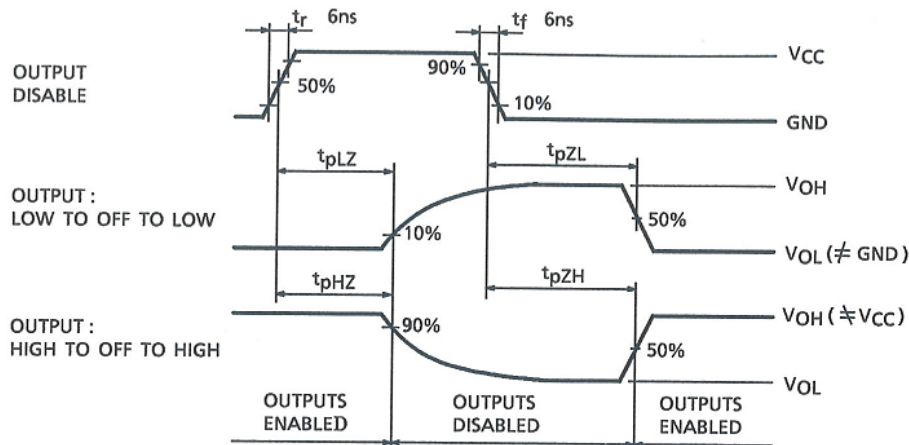 tr 6ns tf 6ns
VCC
OUTPUT
DISABLE
90%
50%
10%
GND
tpLZ tpZL
OUTPUT :
LOW TO OFF TO LOW
VOH
50%
10%
VOL (≠ GND)
tpHZ tpZH
OUTPUT :
HIGH TO OFF TO HIGH
VOH (≠VCC)
90%
50%
VOL
OUTPUTS
ENABLED
OUTPUTS
DISABLED
OUTPUTS
ENABLED